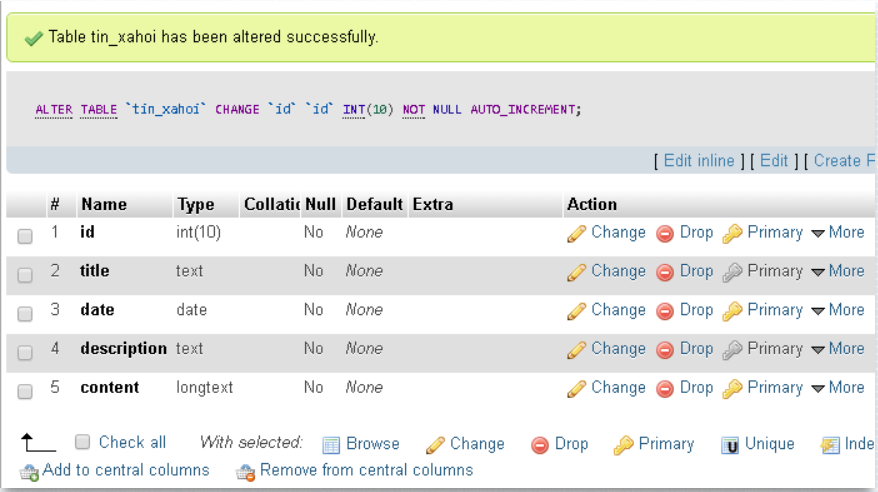 Table tin_xahoi has been altered successfully.
ALTER TABLE `tin_xahoi` CHANGE `id` `id` INT(10) NOT NULL AUTO_INCREMENT;
[ Edit inline ] [ Edit ] [ Create F
# Name Type Collatic Null Default Extra Action
1 id int(10) No None Change Drop Primary More
2 title text No None Change Drop Primary More
3 date date No None Change Drop Primary More
4 description text No None Change Drop Primary More
5 content longtext No None Change Drop Primary More
Check all With selected: Browse Change Drop Primary Unique Inde
Add to central columns Remove from central columns